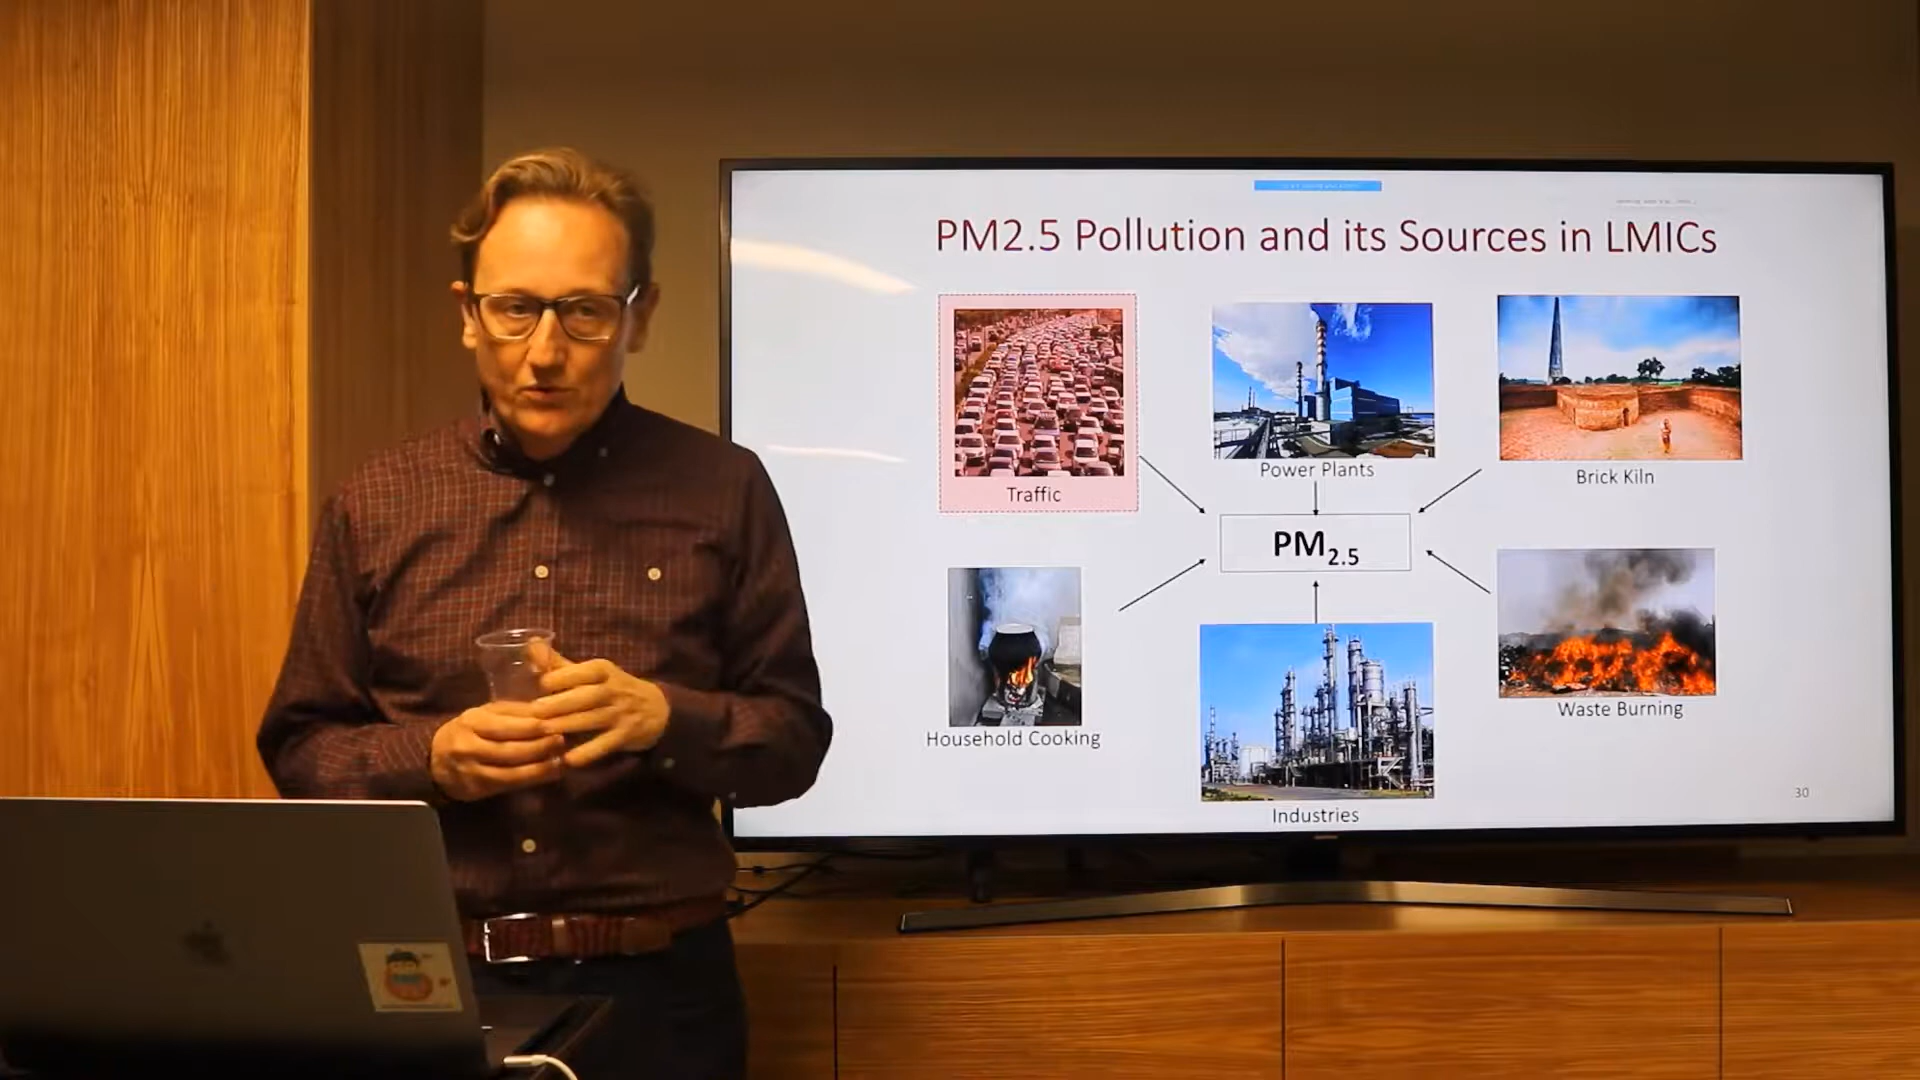 PM2.5 Pollution and its Sources in LMICs
Traffic
Power Plants
Brick Kiln
PM2.5
Household Cooking
Industries
Waste Burning
30